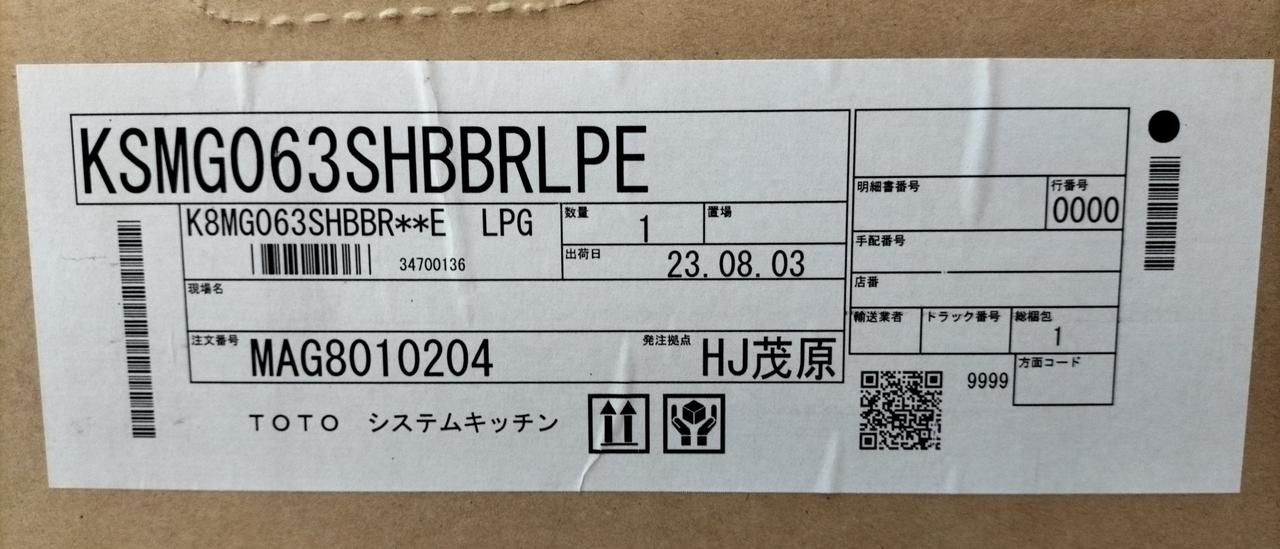 KSMG063SHBBRLPE
K8MG063SHBBR**E LPG
34700136
数量
1
置場
出荷日
23.08.03
現場名
注文番号
MAG8010204
発注拠点
HJ茂原
TOTO システムキッチン
明細書番号
行番号
0000
手配番号
店番
輸送業者
トラック番号
総梱包
1
9999
方面コード